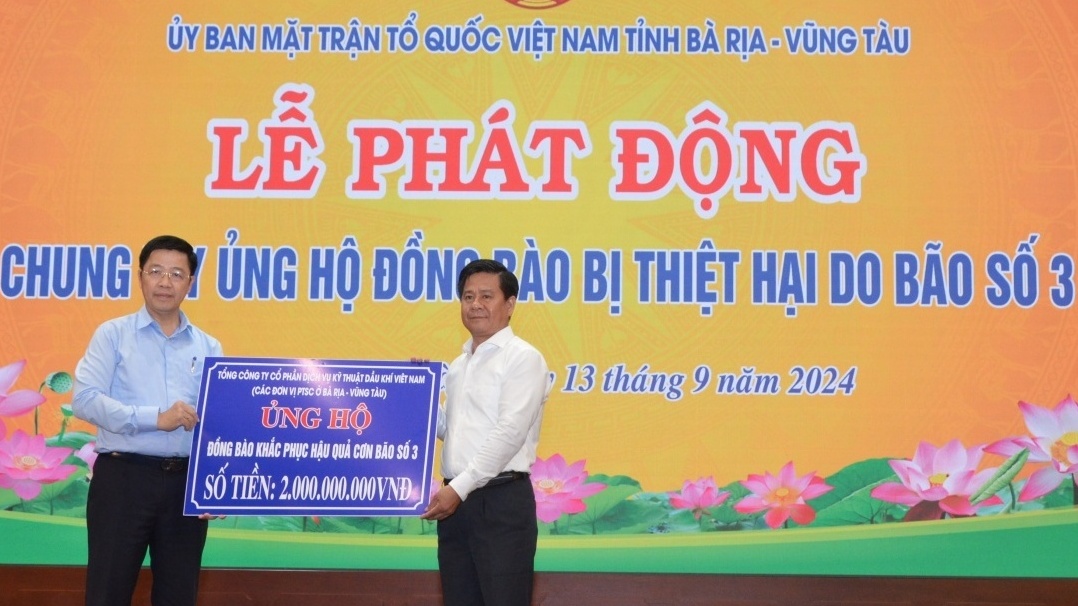 ỦY BAN MẶT TRẬN TỔ QUỐC VIỆT NAM TỈNH BÀ RỊA - VŨNG TÀU
LỄ PHÁT ĐỘNG
CHUNG Y ỦNG HỘ ĐỒNG BÀO BỊ THIỆT HẠI DO BÃO SỐ 3
13 tháng 9 năm 2024
TỔNG CÔNG TY CỔ PHẦN DỊCH VỤ KỸ THUẬT DẦU KHÍ VIỆT NAM
(CÁC ĐƠN VỊ PTSC Ở BÀ RỊA - VŨNG TÀU)
ỦNG HỘ
ĐỒNG BÀO KHẮC PHỤC HẬU QUẢ CƠN BÃO SỐ 3
SỐ TIỀN: 2.000.000.000VNĐ